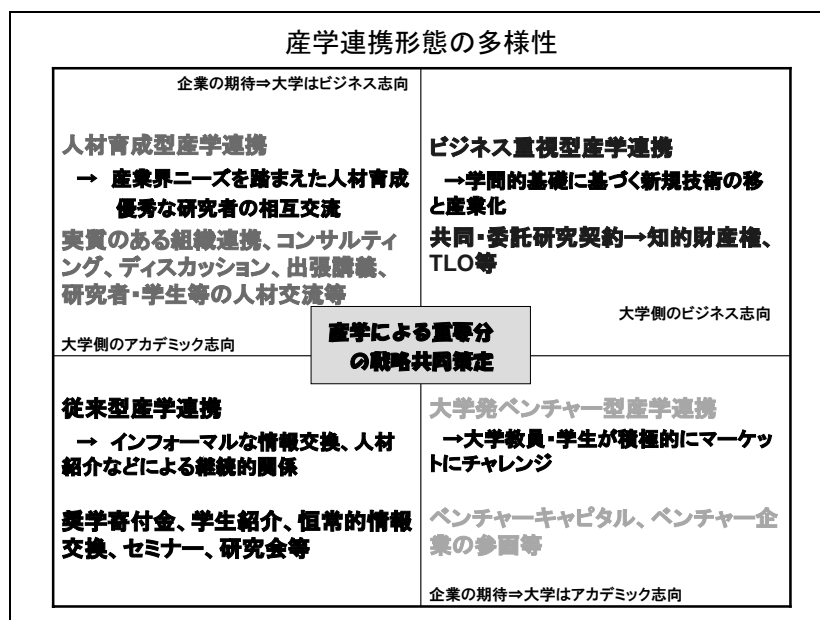 産学連携形態の多様性
企業の期待⇒大学はビジネス志向
人材育成型産学連携
→ 産業界ニーズを踏まえた人材育成
優秀な研究者の相互交流
実質のある組織連携、コンサルティ
ング、ディスカッション、出張講義、
研究者・学生等の人材交流等
大学側のアカデミック志向
ビジネス重視型産学連携
→学問的基礎に基づく新規技術の移
と産業化
共同・委託研究契約→知的財産権、
TLO等
大学側のビジネス志向
産学による重要分
の戦略共同策定
従来型産学連携
→ インフォーマルな情報交換、人材
紹介などによる継続的関係
奨学寄付金、学生紹介、恒常的情報
交換、セミナー、研究会等
大学発ベンチャー型産学連携
→大学教員・学生が積極的にマーケッ
トにチャレンジ
ベンチャーキャピタル、ベンチャー企
業の参画等
企業の期待⇒大学はアカデミック志向